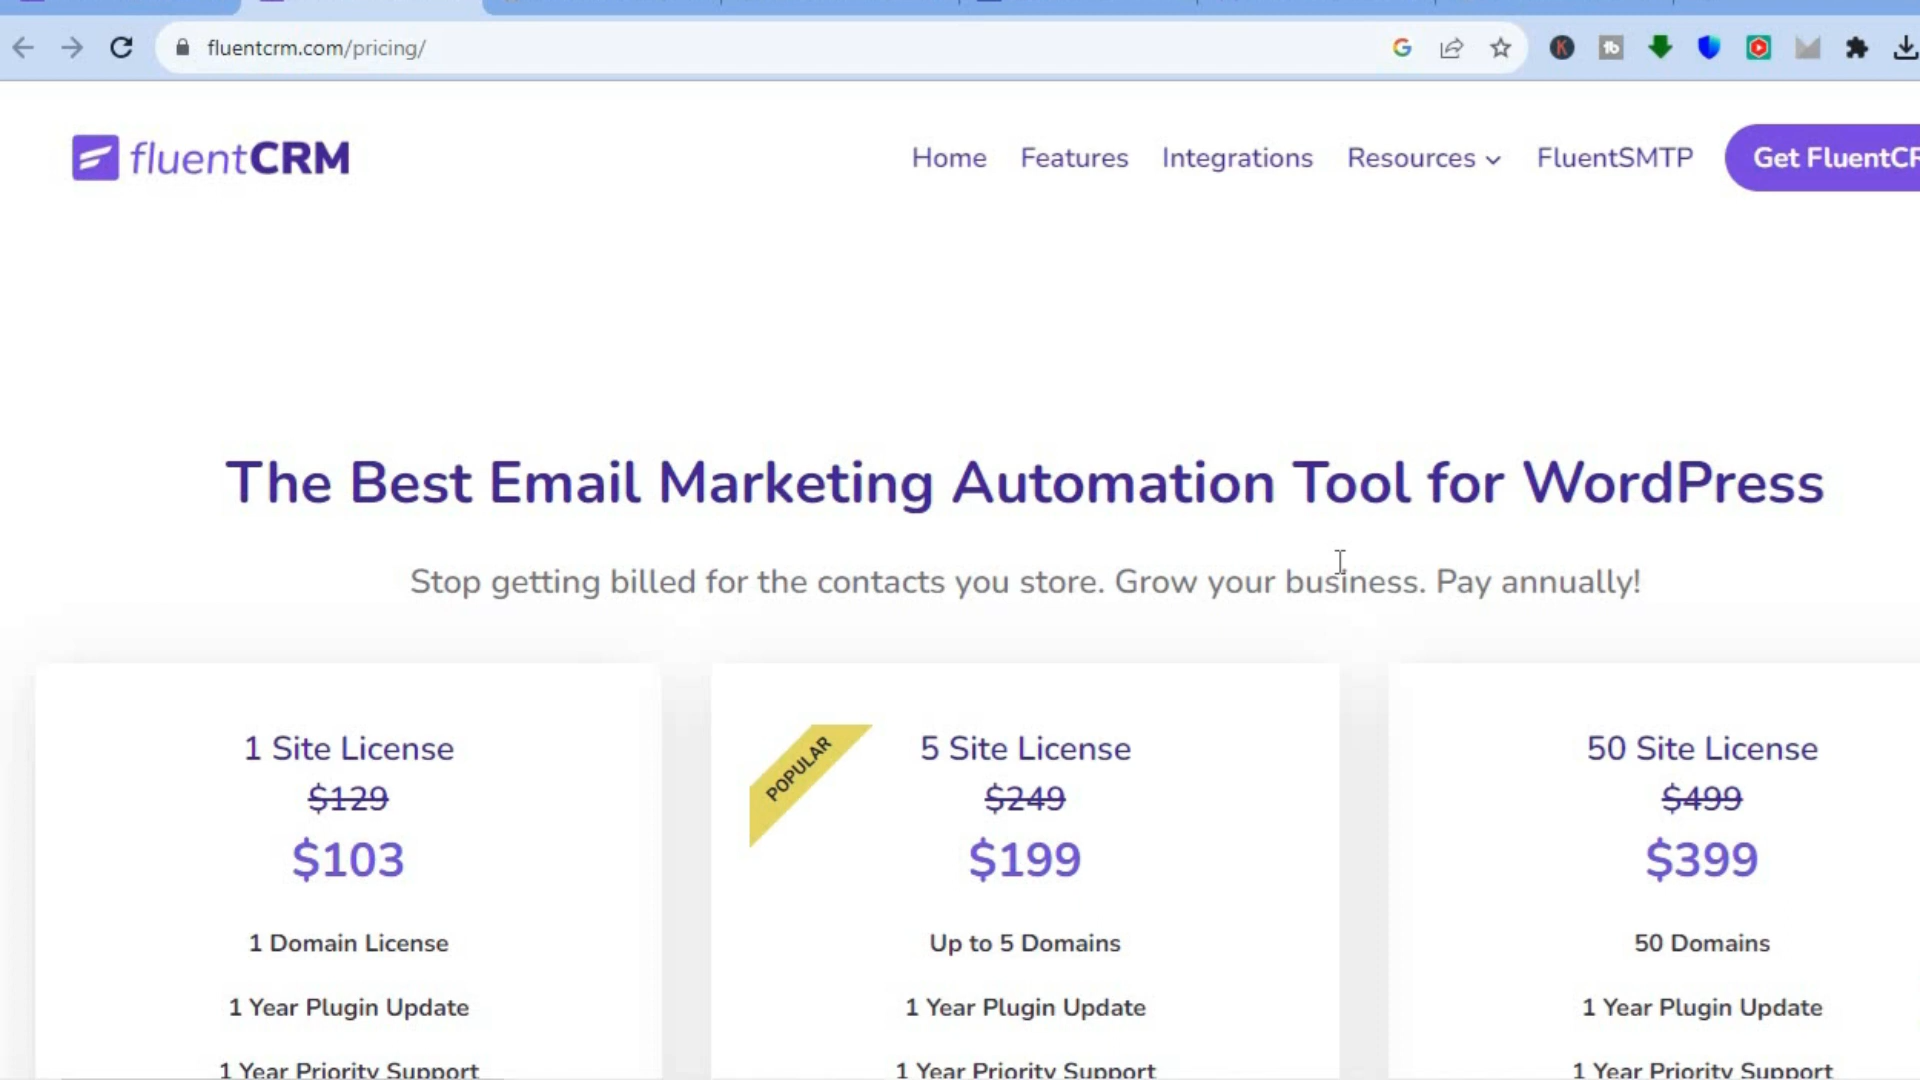 fluentcrm.com/pricing/
fluentCRM
Home Features Integrations Resources FluentSMTP Get FluentCR
The Best Email Marketing Automation Tool for WordPress
Stop getting billed for the contacts you store. Grow your business. Pay annually!
1 Site License
$129
$103
1 Domain License
1 Year Plugin Update
1 Year Priority Support
POPULAR
5 Site License
$249
$199
Up to 5 Domains
1 Year Plugin Update
1 Year Priority Support
50 Site License
$499
$399
50 Domains
1 Year Plugin Update
1 Year Priority Support